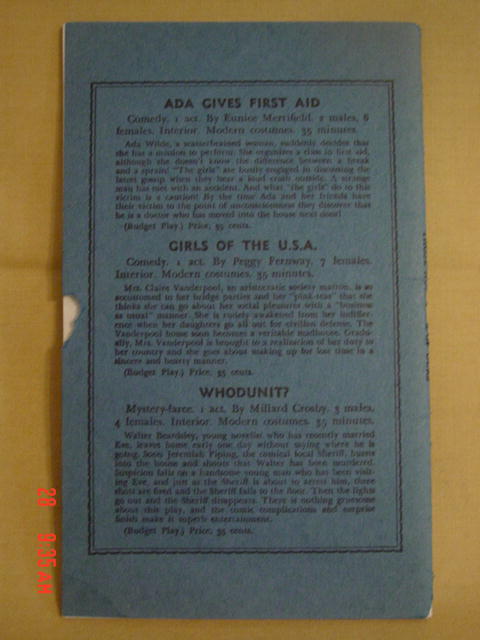 ADA GIVES FIRST AID
Comedy. 1 act. By Eunice Merrifield. 2 males, 6
females. Interior. Modern costumes. 35 minutes.
Ada Wilde, a scatterbrained woman, suddenly decides that
she has a mission to perform. She organizes a class in first aid,
although she doesn't know the difference between a break
and a sprain! "The girls" are busily engaged in discussing the
latest gossip when they hear a loud crash outside. A strange
man has met with an accident. And what "the girls" do to this
victim is a caution! By the time Ada and her friends have
their victim to the point of unconsciousness they discover that
he is a doctor who has moved into the house next door!
(Budget Play.) Price, 35 cents.
GIRLS OF THE U.S.A.
Comedy. 1 act. By Peggy Fernway. 7 females.
Interior. Modern costumes. 35 minutes.
Mrs. Claire Vanderpool, an aristocratic society matron, is so
accustomed to her bridge parties and her "pink-teas" that she
thinks she can go about her social pleasures with a "business
as usual" manner. She is rudely awakened from her indiffer-
ence when her daughters go all out for civilian defense. The
Vanderpool home soon becomes a veritable madhouse. Gradu-
ally, Mrs. Vanderpool is brought to a realization of her duty to
her country and she goes about making up for lost time in a
sincere and hearty manner.
(Budget Play.) Price, 35 cents.
WHODUNIT?
Mystery-farce. 1 act. By Millard Crosby. 3 males,
4 females. Interior. Modern costumes. 35 minutes.
Walter Beardsley, young novelist who has recently married
Eve, leaves home early one day without saying where he is
going. Soon Jeremiah Piping, the comical local Sheriff, bursts
into the house and shouts that Walter has been murdered.
Suspicion falls on a handsome young man who has been visit-
ing Eve, and just as the Sheriff is about to arrest him, three
shots are fired and the Sheriff falls to the floor. Then the lights
go out and the Sheriff disappears. There is nothing gruesome
about this play, and the comic complications and surprise
finish make it superb entertainment.
(Budget Play.) Price, 35 cents.
20 9:35AM